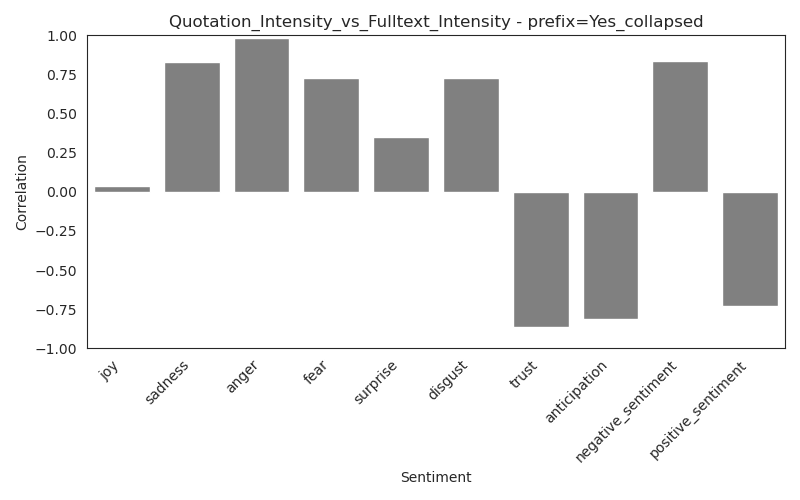 Quotation_Intensity_vs_Fulltext_Intensity - prefix=Yes_collapsed
1.00
0.75
0.50
0.25
0.00
−0.25
−0.50
−0.75
−1.00
Correlation
joy
sadness
anger
fear
surprise
disgust
trust
anticipation
negative_sentiment
positive_sentiment
Sentiment